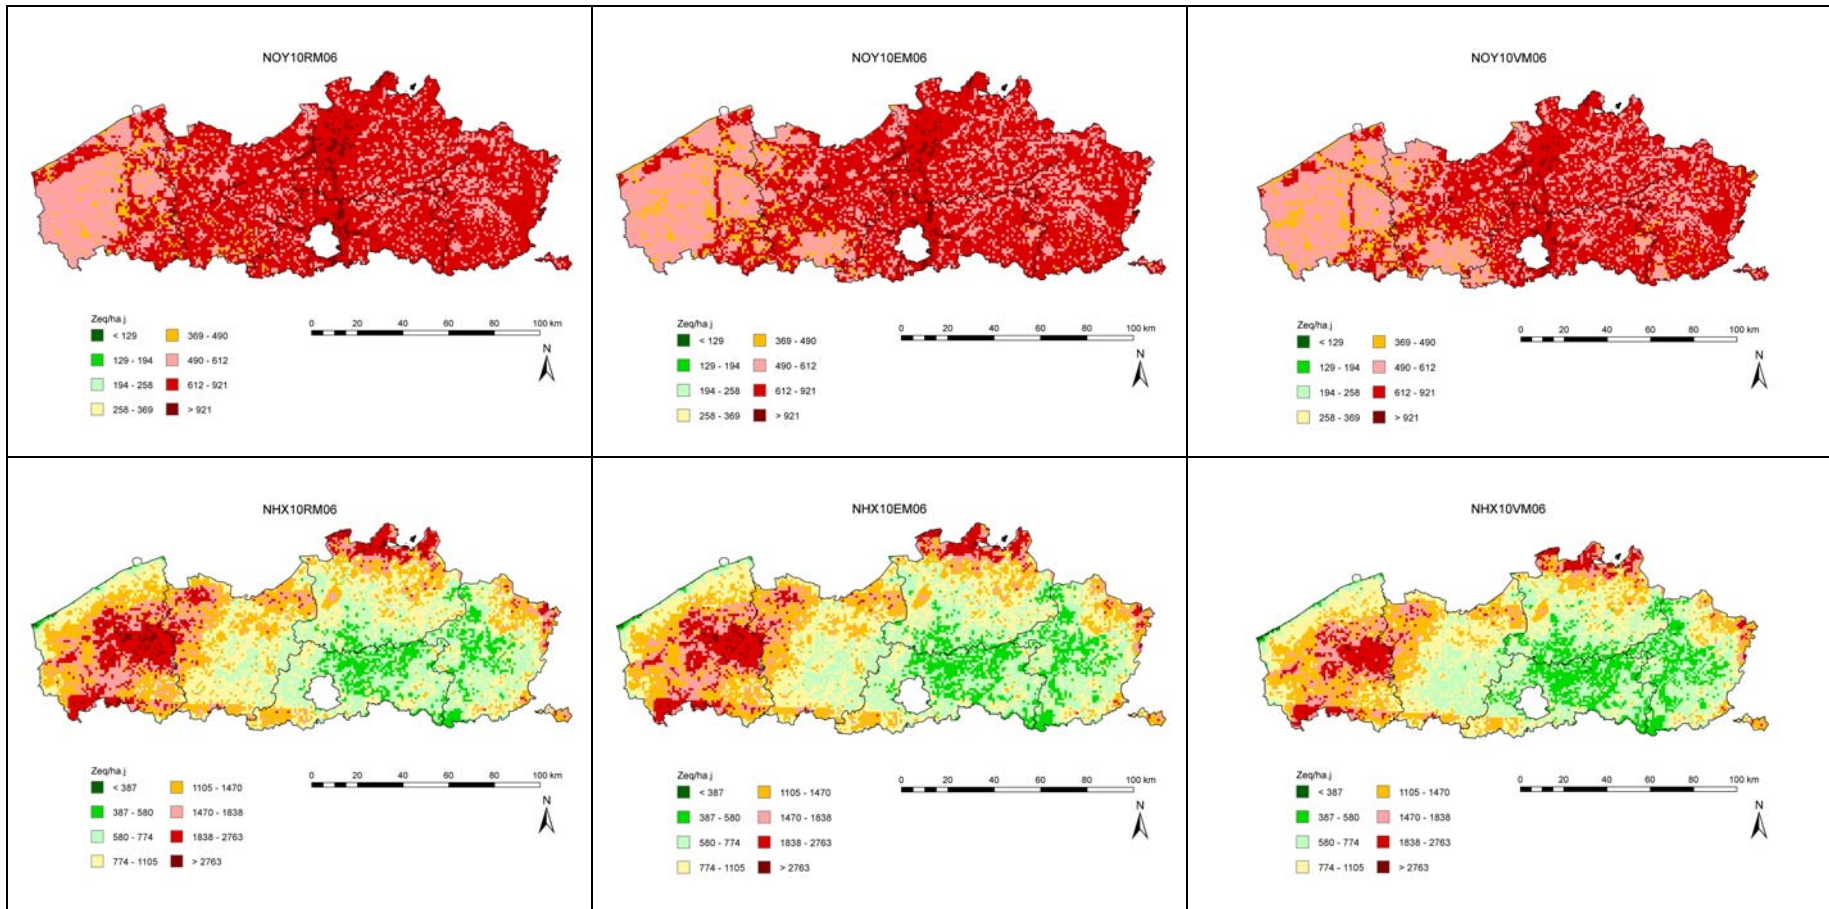 NOY10RM06
Zeq/ha.j
< 129 369 - 490
129 - 194 490 - 612
194 - 258 612 - 921
258 - 369 > 921
0 20 40 60 80 100 km
N
NOY10EM06
Zeq/ha.j
< 129 369 - 490
129 - 194 490 - 612
194 - 258 612 - 921
258 - 369 > 921
0 20 40 60 80 100 km
N
NOY10VM06
Zeq/ha.j
< 129 369 - 490
129 - 194 490 - 612
194 - 258 612 - 921
258 - 369 > 921
0 20 40 60 80 100 km
N
NHX10RM06
Zeq/ha.j
< 387 1105 - 1470
387 - 580 1470 - 1838
580 - 774 1838 - 2763
774 - 1105 > 2763
0 20 40 60 80 100 km
N
NHX10EM06
Zeq/ha.j
< 387 1105 - 1470
387 - 580 1470 - 1838
580 - 774 1838 - 2763
774 - 1105 > 2763
0 20 40 60 80 100 km
N
NHX10VM06
Zeq/ha.j
< 387 1105 - 1470
387 - 580 1470 - 1838
580 - 774 1838 - 2763
774 - 1105 > 2763
0 20 40 60 80 100 km
N